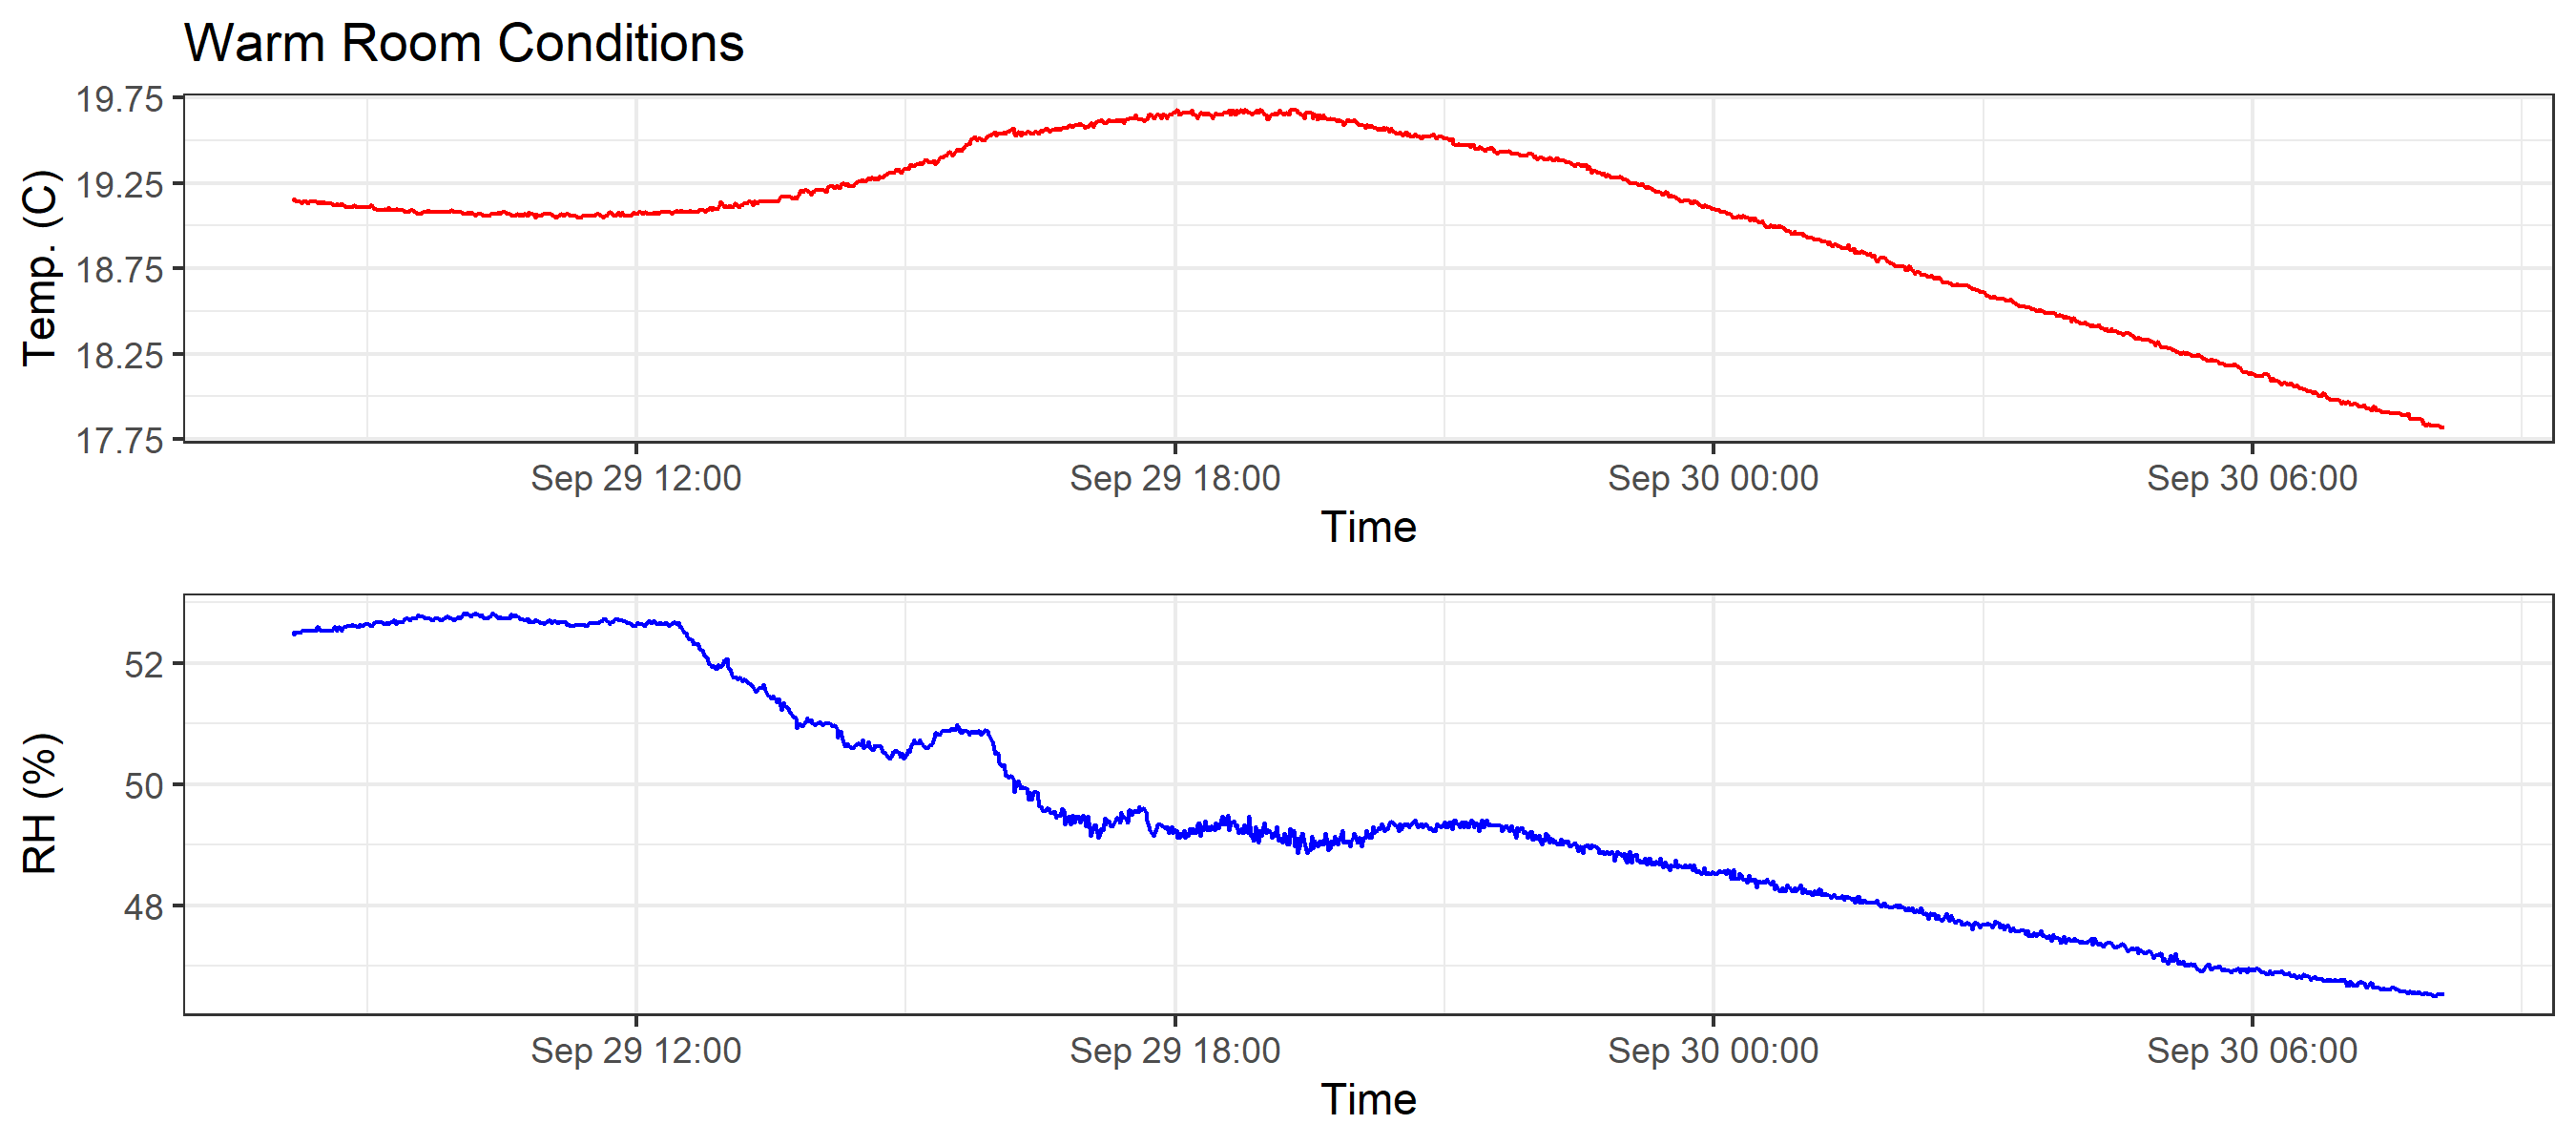 Warm Room Conditions
Temp. (C)
19.75
19.25
18.75
18.25
17.75
Sep 29 12:00 Sep 29 18:00 Sep 30 00:00 Sep 30 06:00
Time
RH (%)
52
50
48
Sep 29 12:00 Sep 29 18:00 Sep 30 00:00 Sep 30 06:00
Time